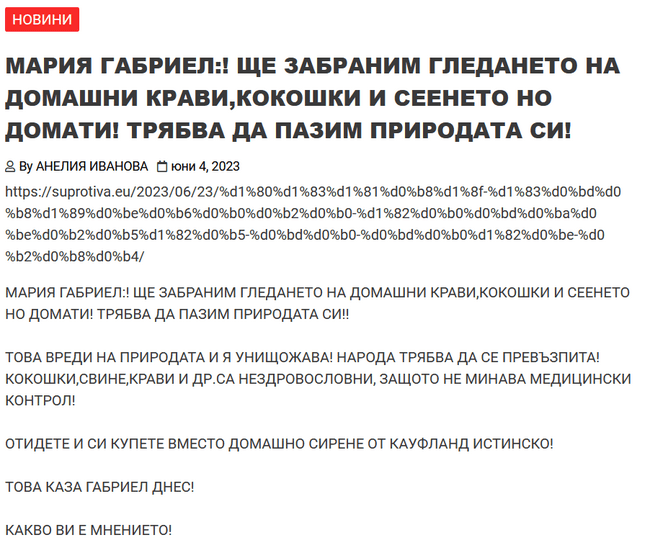 НОВИНИ
МАРИЯ ГАБРИЕЛ:! ЩЕ ЗАБРАНИМ ГЛЕДАНЕТО НА
ДОМАШНИ КРАВИ,КОКОШКИ И СЕЕНЕТО НО
ДОМАТИ! ТРЯБВА ДА ПАЗИМ ПРИРОДАТА СИ!
By АНЕЛИЯ ИВАНОВА юни 4, 2023
https://suprotiva.eu/2023/06/23/%d1%80%d1%83%d1%81%d0%b8%d1%8f-%d1%83%d0%bd%d0
%b8%d1%89%d0%be%d0%b6%d0%b0%d0%b2%d0%b0-%d1%82%d0%b0%d0%bd%d0%ba%d0
%be%d0%b2%d0%b5%d1%82%d0%b5-%d0%bd%d0%b0-%d0%bd%d0%b0%d1%82%d0%be-%d0
%b2%d0%b8%d0%b4/
МАРИЯ ГАБРИЕЛ:! ЩЕ ЗАБРАНИМ ГЛЕДАНЕТО НА ДОМАШНИ КРАВИ,КОКОШКИ И СЕЕНЕТО
НО ДОМАТИ! ТРЯБВА ДА ПАЗИМ ПРИРОДАТА СИ!!
ТОВА ВРЕДИ НА ПРИРОДАТА И Я УНИЩОЖАВА! НАРОДА ТРЯБВА ДА СЕ ПРЕВЪЗПИТА!
КОКОШКИ,СВИНЕ,КРАВИ И ДР.СА НЕЗДРОВОСЛОВНИ, ЗАЩОТО НЕ МИНАВА МЕДИЦИНСКИ
КОНТРОЛ!
ОТИДЕТЕ И СИ КУПЕТЕ ВМЕСТО ДОМАШНО СИРЕНЕ ОТ КАУФЛАНД ИСТИНСКО!
ТОВА КАЗА ГАБРИЕЛ ДНЕС!
КАКВО ВИ Е МНЕНИЕТО!